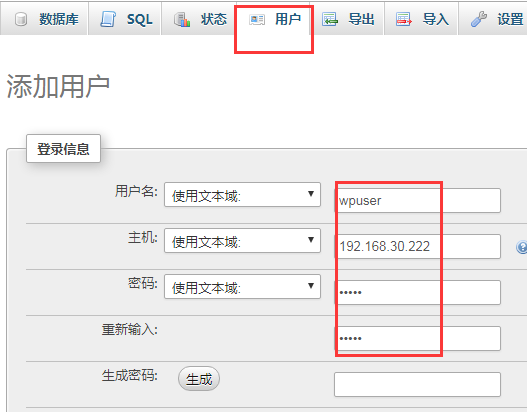 数据库 SQL 状态 用户 导出 导入 设置
添加用户
登录信息
用户名: 使用文本域: wpuser
主机: 使用文本域: 192.168.30.222
密码: 使用文本域: •••••
重新输入: •••••
生成密码: 生成